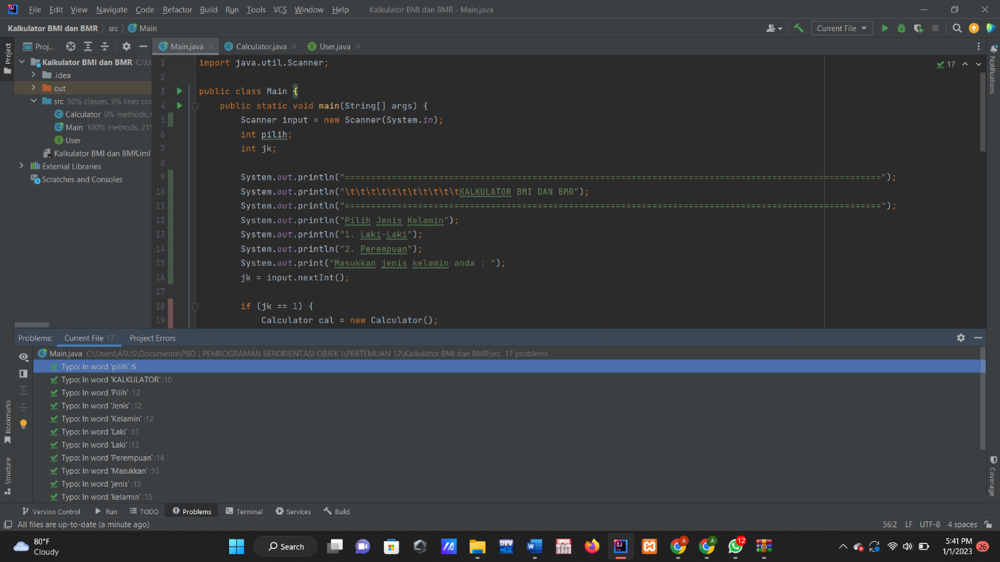 File Edit View Navigate Code Refactor Build Run Tools VCS Window Help Kalkulator BMI dan BMR - Main.java
Kalkulator BMI dan BMR src Main Current File
Project
Proj...
Kalkulator BMI dan BMR C:\U
.idea
out
src 50% classes, 9% lines cov
Calculator 0% methods,
Main 100% methods, 21%
User
Kalkulator BMI dan BMR.iml
External Libraries
Scratches and Consoles
Main.java Calculator.java User.java
17
1 import java.util.Scanner;
2
3 public class Main {
4 public static void main(String[] args) {
5 Scanner input = new Scanner(System.in);
6 int pilih;
7 int jk;
8
9 System.out.println("=======================================================================================================");
10 System.out.println("\t\t\t\t\t\t\t\t\t\t\tKALKULATOR BMI DAN BMR");
11 System.out.println("=======================================================================================================");
12 System.out.println("Pilih Jenis Kelamin");
13 System.out.println("1. Laki-Laki");
14 System.out.println("2. Perempuan");
15 System.out.print("Masukkan jenis kelamin anda : ");
16 jk = input.nextInt();
17
18 if (jk == 1) {
19 Calculator cal = new Calculator();
Notifications
Problems: Current File 17 Project Errors
Main.java C:\Users\ASUS\Documents\PBO ( PEMROGRAMAN BERORIENTASI OBJEK )\PERTEMUAN 12\Kalkulator BMI dan BMR\src 17 problems
Typo: In word 'pilih' :6
Typo: In word 'KALKULATOR' :10
Typo: In word 'Pilih' :12
Typo: In word 'Jenis' :12
Typo: In word 'Kelamin' :12
Typo: In word 'Laki' :13
Typo: In word 'Laki' :13
Typo: In word 'Perempuan' :14
Typo: In word 'Masukkan' :15
Typo: In word 'jenis' :15
Typo: In word 'kelamin' :15
Bookmarks
Structure
Coverage
Version Control Run TODO Problems Terminal Services Build
All files are up-to-date (a minute ago) 56:2 LF UTF-8 4 spaces
80°F
Cloudy
Search
DEV
SPSS
12
5:41 PM
1/1/2023
26